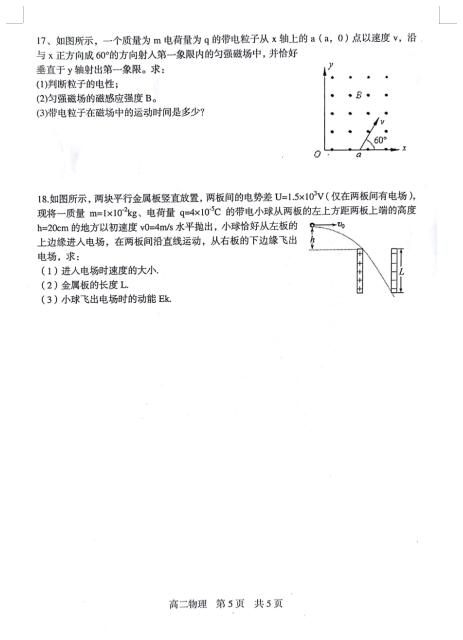 17、如图所示，一个质量为 m 电荷量为 q 的带电粒子从 x 轴上的 a（a，0）点以速度 v，沿
与 x 正方向成 60°的方向射入第一象限内的匀强磁场中，并恰好
垂直于 y 轴射出第一象限。求：
(1)判断粒子的电性；
(2)匀强磁场的磁感应强度 B。
(3)带电粒子在磁场中的运动时间是多少?
y
B
v
60°
O
a
x
18.如图所示，两块平行金属板竖直放置，两板间的电势差 U=1.5×10³V（仅在两板间有电场），
现将一质量 m=1×10⁻²kg、电荷量 q=4×10⁻⁵C 的带电小球从两板的左上方距两板上端的高度
h=20cm 的地方以初速度 v0=4m/s 水平抛出，小球恰好从左板的
上边缘进入电场，在两板间沿直线运动，从右板的下边缘飞出
电场，求：
（1）进入电场时速度的大小.
（2）金属板的长度 L.
（3）小球飞出电场时的动能 Ek.
v₀
h
L
高二物理 第 5 页 共 5 页